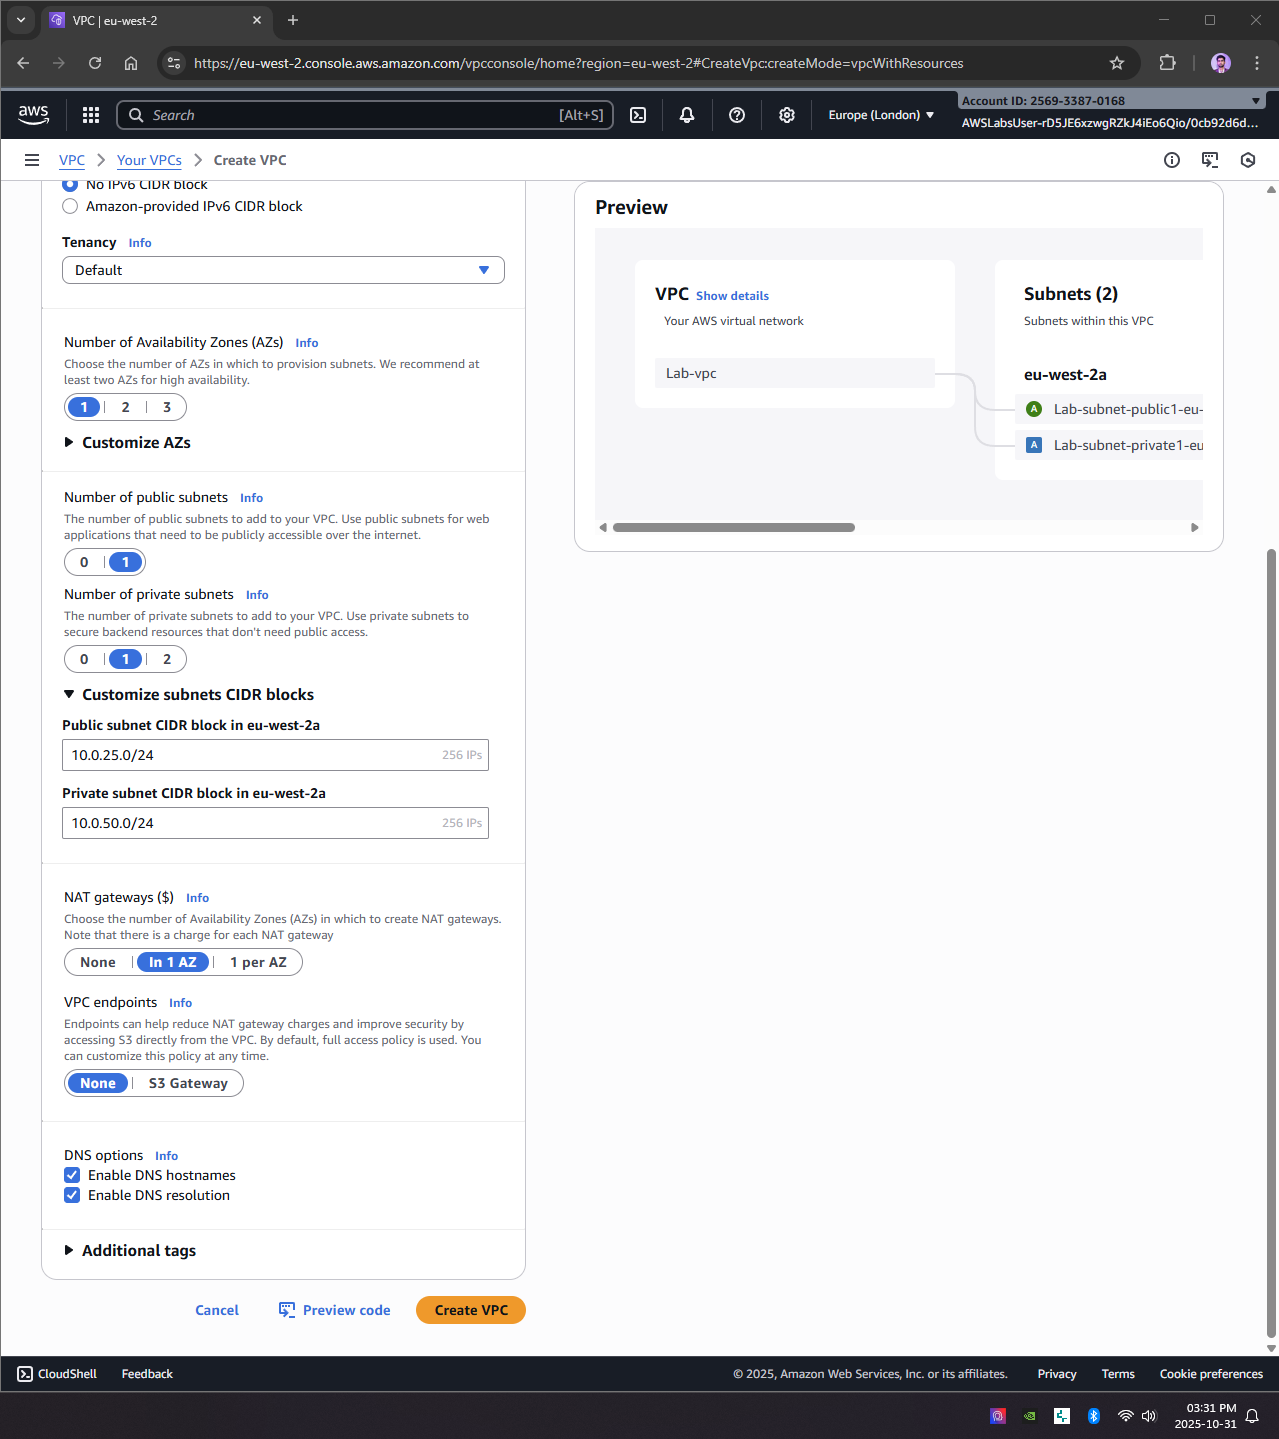 VPC | eu-west-2
https://eu-west-2.console.aws.amazon.com/vpcconsole/home?region=eu-west-2#CreateVpc:createMode=vpcWithResources
aws
Search [Alt+S]
Europe (London)
Account ID: 2569-3387-0168
AWSLabsUser-rD5JE6xzwgRZkJ4iEo6Qio/0cb92d6d...
VPC > Your VPCs > Create VPC
No IPv6 CIDR block
Amazon-provided IPv6 CIDR block
Tenancy Info
Default
Number of Availability Zones (AZs) Info
Choose the number of AZs in which to provision subnets. We recommend at
least two AZs for high availability.
1 2 3
Customize AZs
Number of public subnets Info
The number of public subnets to add to your VPC. Use public subnets for web
applications that need to be publicly accessible over the internet.
0 1
Number of private subnets Info
The number of private subnets to add to your VPC. Use private subnets to
secure backend resources that don't need public access.
0 1 2
Customize subnets CIDR blocks
Public subnet CIDR block in eu-west-2a
10.0.25.0/24 256 IPs
Private subnet CIDR block in eu-west-2a
10.0.50.0/24 256 IPs
NAT gateways ($) Info
Choose the number of Availability Zones (AZs) in which to create NAT gateways.
Note that there is a charge for each NAT gateway
None In 1 AZ 1 per AZ
VPC endpoints Info
Endpoints can help reduce NAT gateway charges and improve security by
accessing S3 directly from the VPC. By default, full access policy is used. You
can customize this policy at any time.
None S3 Gateway
DNS options Info
Enable DNS hostnames
Enable DNS resolution
Additional tags
Cancel Preview code Create VPC
Preview
VPC Show details
Your AWS virtual network
Lab-vpc
Subnets (2)
Subnets within this VPC
eu-west-2a
A Lab-subnet-public1-eu-
A Lab-subnet-private1-eu
CloudShell Feedback
© 2025, Amazon Web Services, Inc. or its affiliates. Privacy Terms Cookie preferences
03:31 PM
2025-10-31